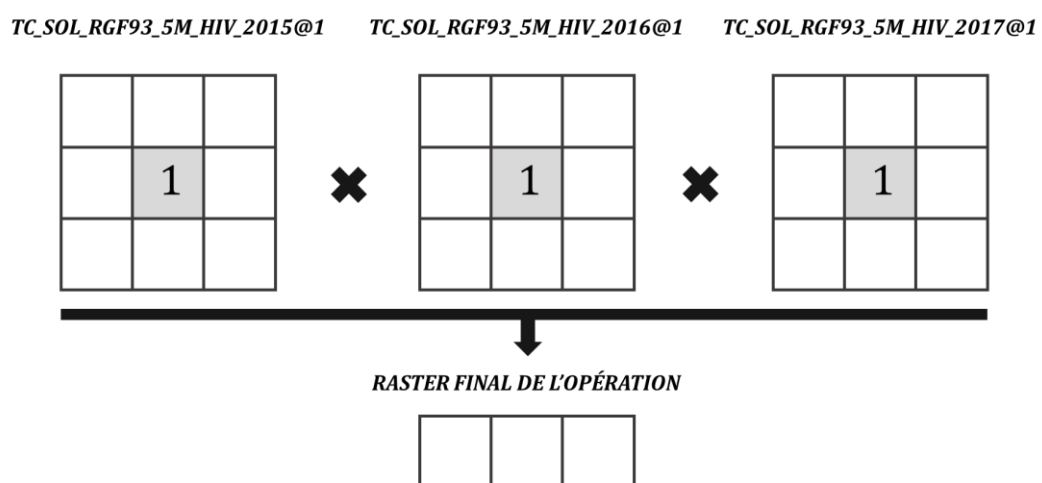 TC_SOL_RGF93_5M_HIV_2015@1 TC_SOL_RGF93_5M_HIV_2016@1 TC_SOL_RGF93_5M_HIV_2017@1
1 ✖ 1 ✖ 1
RASTER FINAL DE L'OPÉRATION